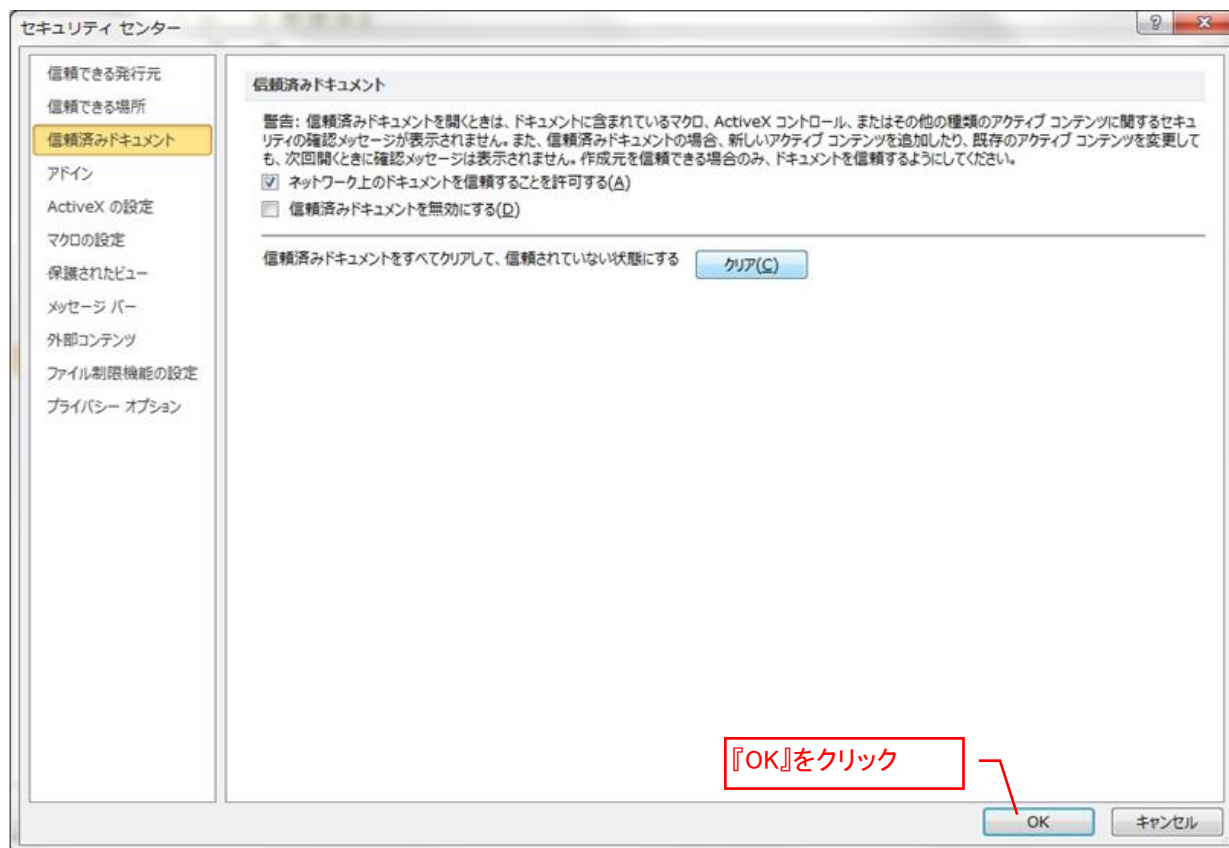 セキュリティ センター
信頼できる発行元
信頼できる場所
信頼済みドキュメント
アドイン
ActiveX の設定
マクロの設定
保護されたビュー
メッセージ バー
外部コンテンツ
ファイル制限機能の設定
プライバシー オプション
信頼済みドキュメント
警告: 信頼済みドキュメントを開くときは、ドキュメントに含まれているマクロ、ActiveX コントロール、またはその他の種類のアクティブ コンテンツに関するセキュ
リティの確認メッセージが表示されません。また、信頼済みドキュメントの場合、新しいアクティブ コンテンツを追加したり、既存のアクティブ コンテンツを変更して
も、次回開くときに確認メッセージは表示されません。作成元を信頼できる場合のみ、ドキュメントを信頼するようにしてください。
ネットワーク上のドキュメントを信頼することを許可する(A)
信頼済みドキュメントを無効にする(D)
信頼済みドキュメントをすべてクリアして、信頼されていない状態にする
クリア(C)
『OK』をクリック
OK
キャンセル